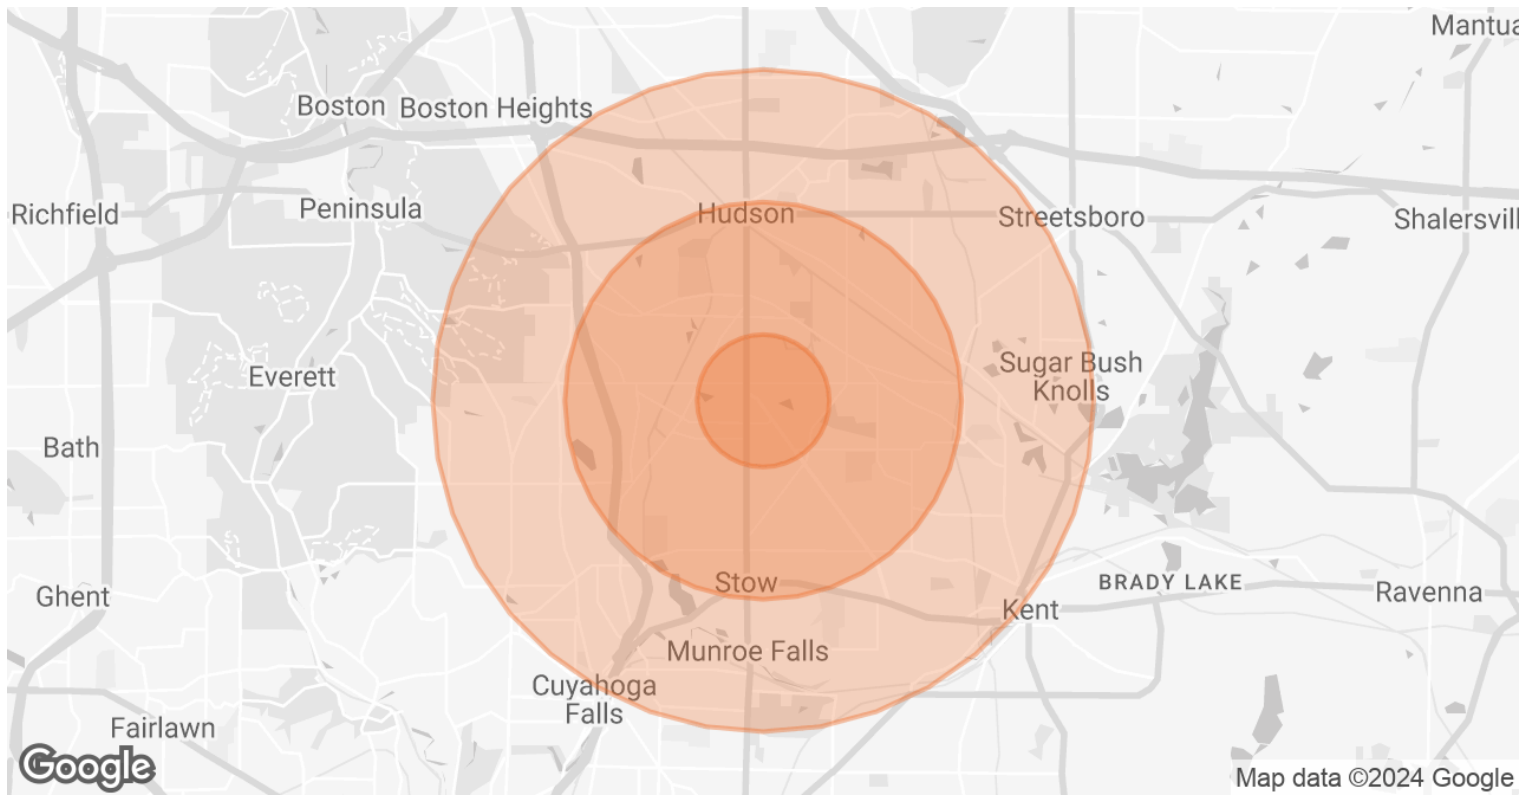 Mantua
Boston
Boston Heights
Richfield
Peninsula
Hudson
Streetsboro
Shalersvill
Everett
Sugar Bush
Knolls
Bath
Stow
BRADY LAKE
Ghent
Kent
Ravenna
Munroe Falls
Cuyahoga
Falls
Fairlawn
Google
Map data ©2024 Google